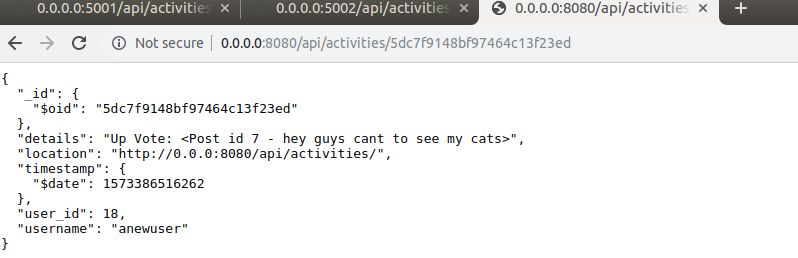 0.0.0.0:5001/api/activities × 0.0.0.0:5002/api/activities × 0.0.0.0:8080/api/activities × +
Not secure | 0.0.0.0:8080/api/activities/5dc7f9148bf97464c13f23ed
{
  "_id": {
    "$oid": "5dc7f9148bf97464c13f23ed"
  },
  "details": "Up Vote: <Post id 7 - hey guys cant to see my cats>",
  "location": "http://0.0.0:8080/api/activities/",
  "timestamp": {
    "$date": 1573386516262
  },
  "user_id": 18,
  "username": "anewuser"
}